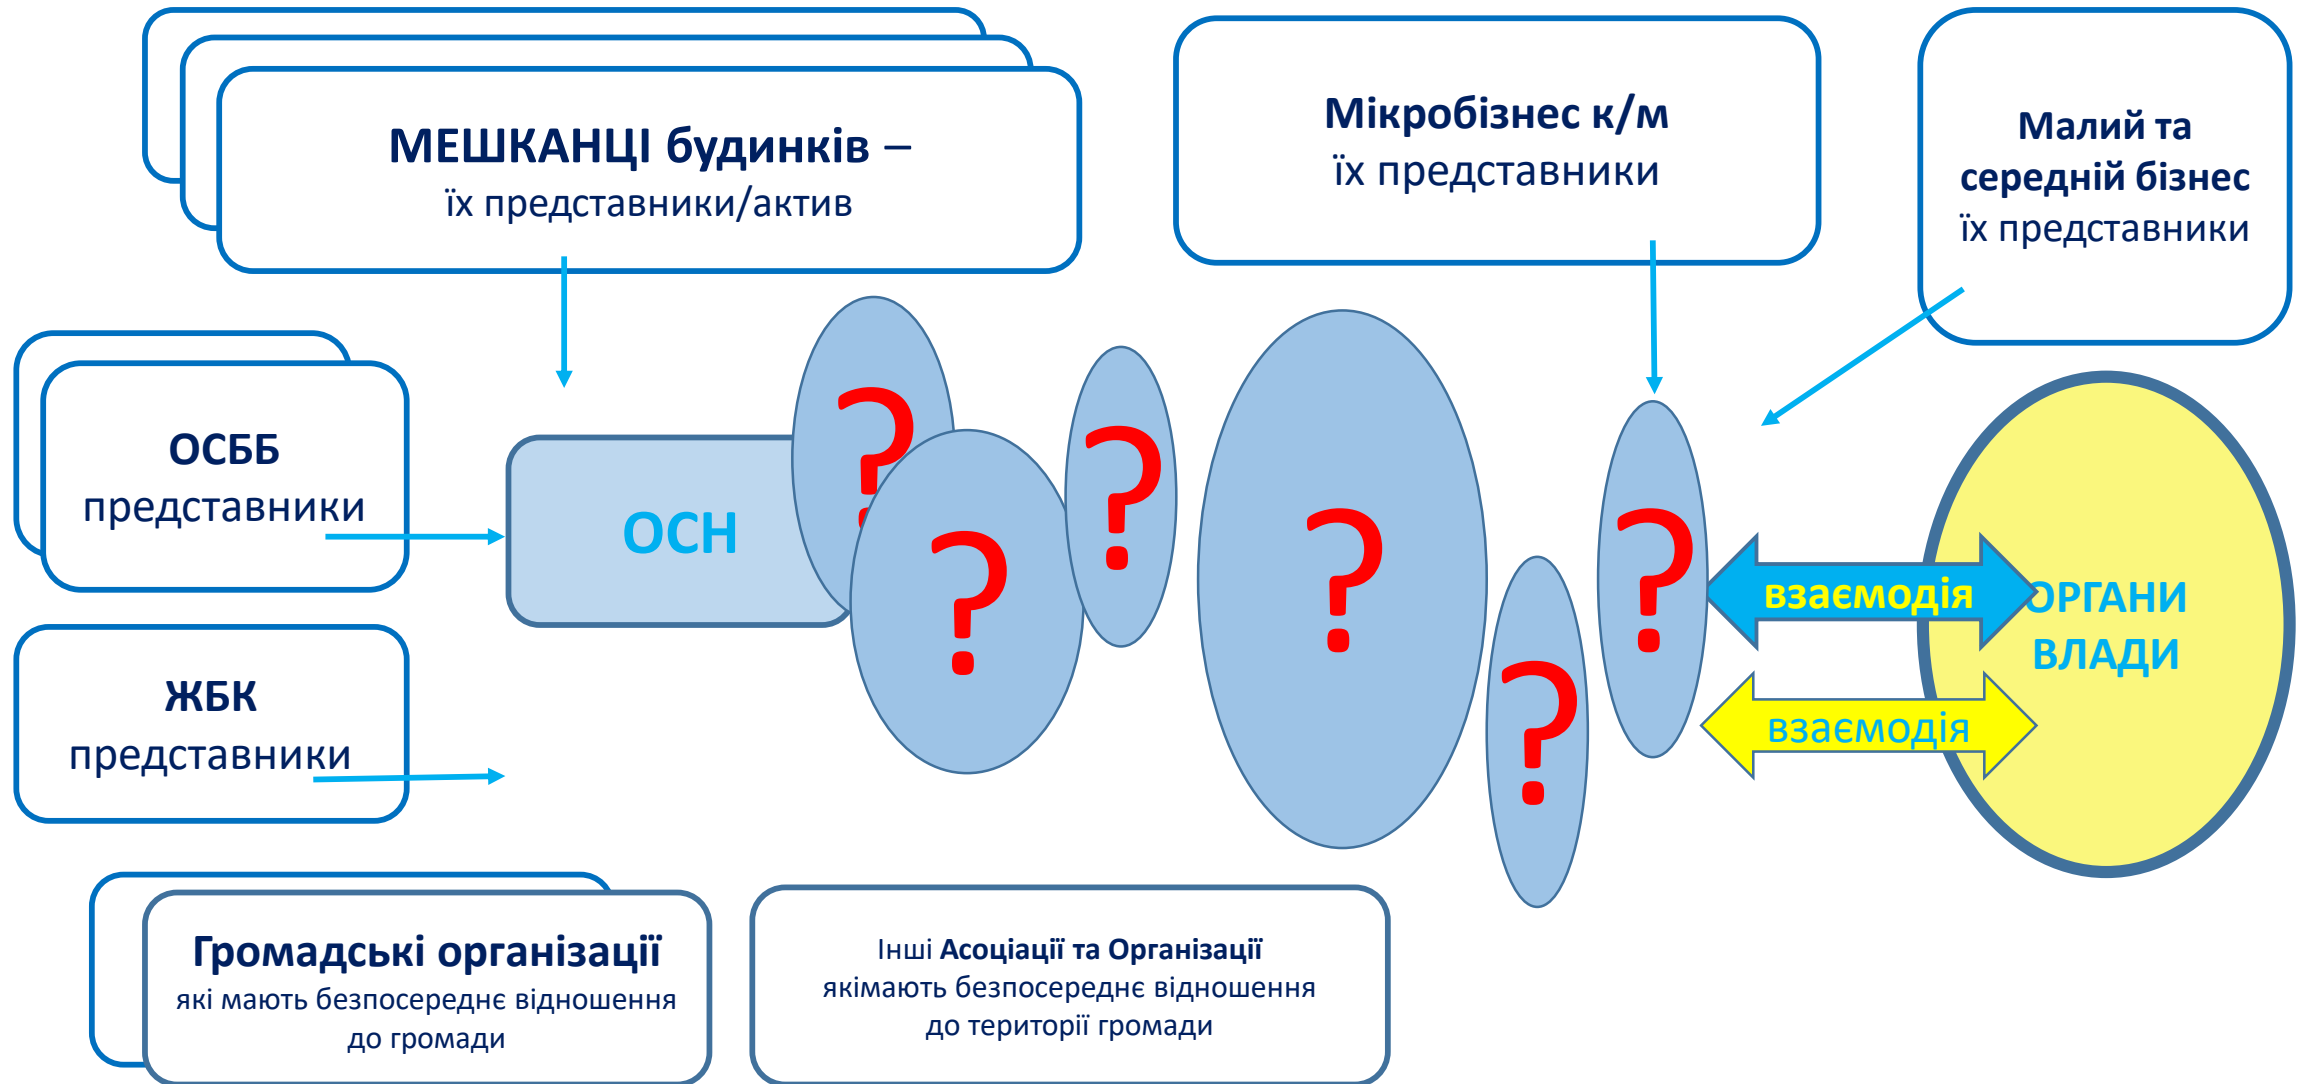 МЕШКАНЦІ будинків –
їх представники/актив
Мікробізнес к/м
їх представники
Малий та
середній бізнес
їх представники
ОСББ
представники
ОСН
?
?
?
?
?
?
взаємодія
ОРГАНИ
ВЛАДИ
взаємодія
ЖБК
представники
Громадські організації
які мають безпосереднє відношення
до громади
Інші Асоціації та Організації
якімають безпосереднє відношення
до території громади